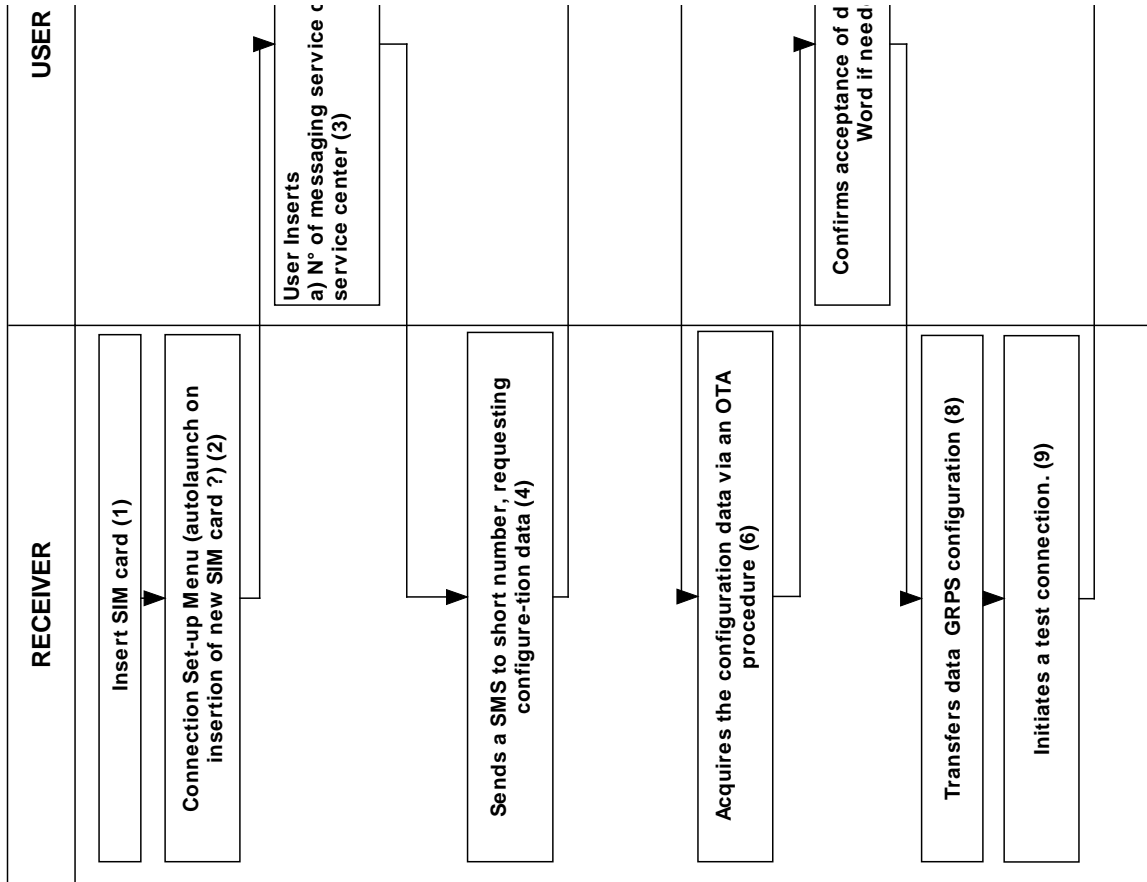 RECEIVER
USER
Insert SIM card (1)
Connection Set-up Menu (autolaunch on
insertion of new SIM card ?) (2)
User Inserts
a) N° of messaging service
service center (3)
Sends a SMS to short number, requesting
configure-tion data (4)
Acquires the configuration data via an OTA
procedure (6)
Confirms acceptance of
Word if need
Transfers data GRPS configuration (8)
Initiates a test connection. (9)